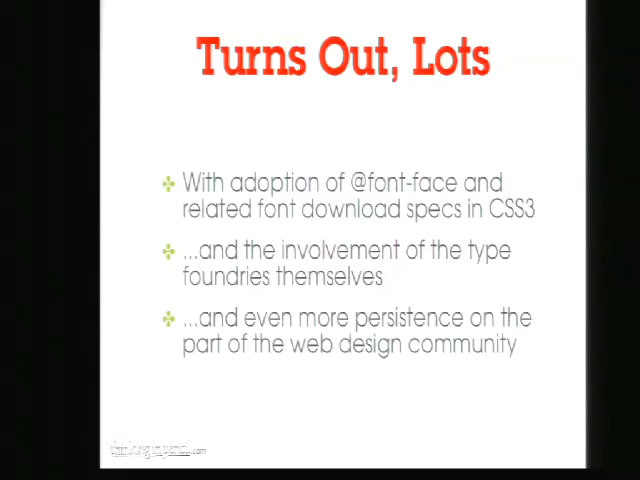 Turns Out, Lots
With adoption of @font-face and
related font download specs in CSS3
...and the involvement of the type
foundries themselves
...and even more persistence on the
part of the web design community